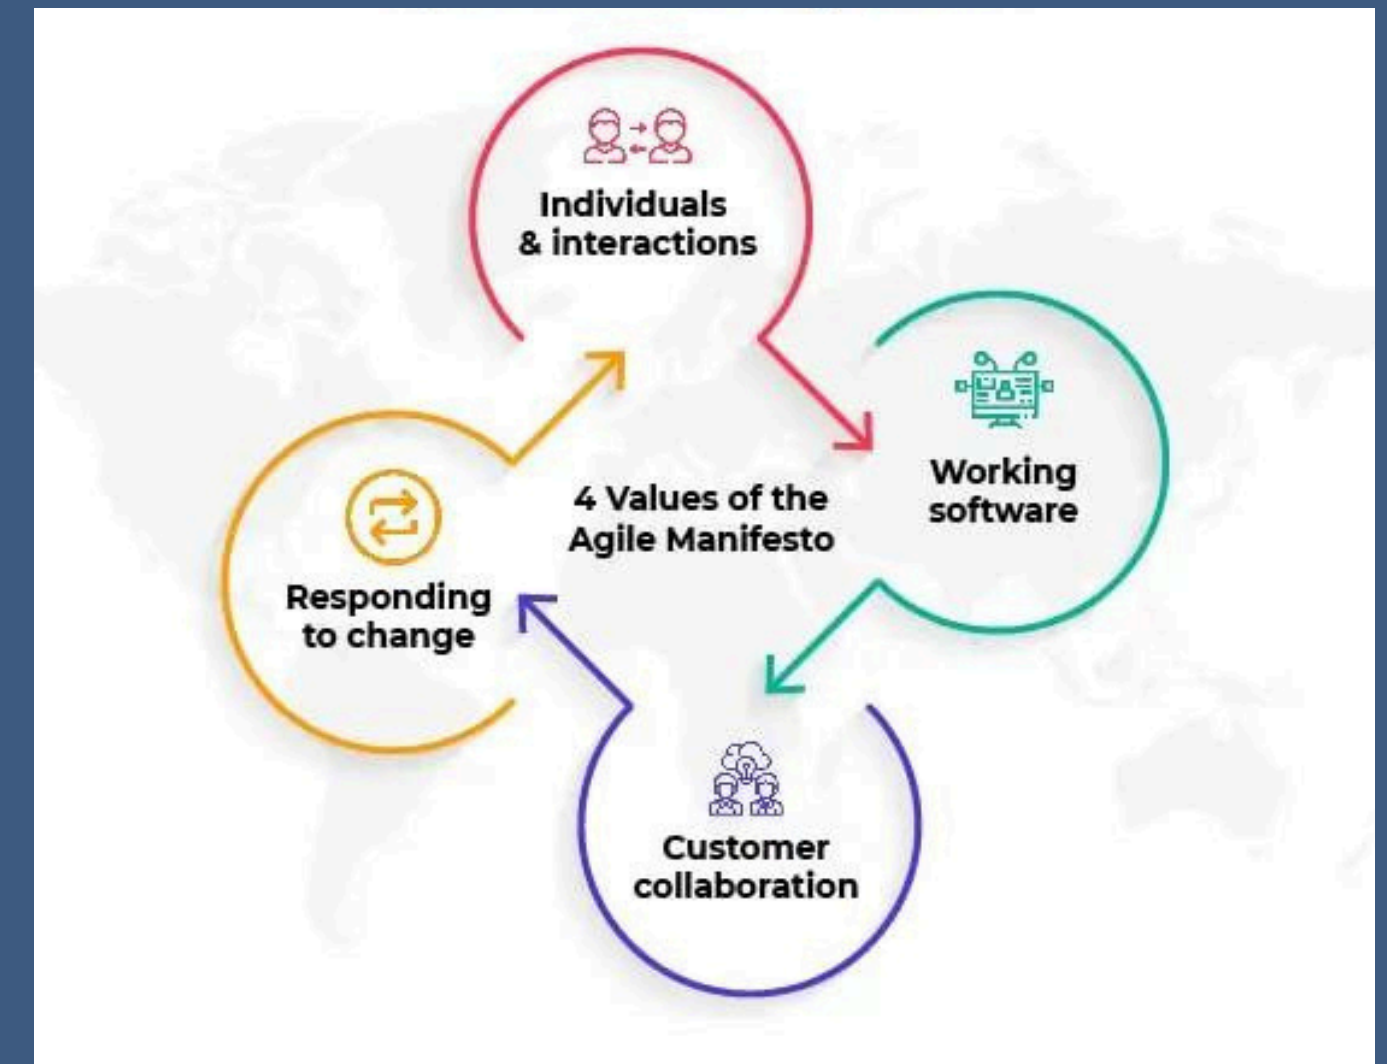 Individuals
& interactions
Working
software
4 Values of the
Agile Manifesto
Responding
to change
Customer
collaboration